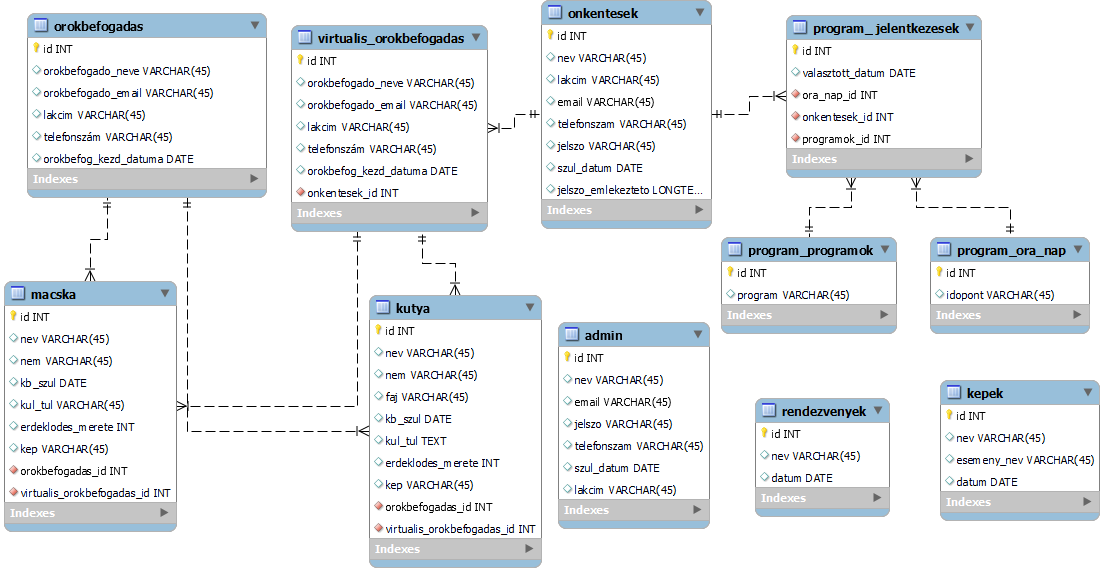 orokbefogadas
id INT
orokbefogado_neve VARCHAR(45)
orokbefogado_email VARCHAR(45)
lakcim VARCHAR(45)
telefonszám VARCHAR(45)
orokbefog_kezd_datuma DATE
Indexes
virtualis_orokbefogadas
id INT
orokbefogado_neve VARCHAR(45)
orokbefogado_email VARCHAR(45)
lakcim VARCHAR(45)
telefonszám VARCHAR(45)
orokbefog_kezd_datuma DATE
onkentesek_id INT
Indexes
onkentesek
id INT
nev VARCHAR(45)
lakcim VARCHAR(45)
email VARCHAR(45)
telefonszam VARCHAR(45)
jelszo VARCHAR(45)
szul_datum DATE
jelszo_emlekezteto LONGTE...
Indexes
program_jelentkezesek
id INT
valasztott_datum DATE
ora_nap_id INT
onkentesek_id INT
programok_id INT
Indexes
program_programok
id INT
program VARCHAR(45)
Indexes
program_ora_nap
id INT
idopont VARCHAR(45)
Indexes
macska
id INT
nev VARCHAR(45)
nem VARCHAR(45)
kb_szul DATE
kul_tul VARCHAR(45)
erdeklodes_merete INT
kep VARCHAR(45)
orokbefogadas_id INT
virtualis_orokbefogadas_id INT
Indexes
kutya
id INT
nev VARCHAR(45)
nem VARCHAR(45)
faj VARCHAR(45)
kb_szul DATE
kul_tul TEXT
erdeklodes_merete INT
kep VARCHAR(45)
orokbefogadas_id INT
virtualis_orokbefogadas_id INT
Indexes
admin
id INT
nev VARCHAR(45)
email VARCHAR(45)
jelszo VARCHAR(45)
telefonszam VARCHAR(45)
szul_datum DATE
lakcim VARCHAR(45)
Indexes
rendezvenyek
id INT
nev VARCHAR(45)
datum DATE
Indexes
kepek
id INT
nev VARCHAR(45)
esemeny_nev VARCHAR(45)
datum DATE
Indexes